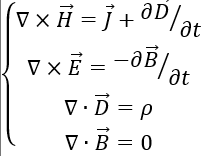 ∇ × H⃗ = J⃗ + ∂D⃗/∂t
∇ × E⃗ = −∂B⃗/∂t
∇ · D⃗ = ρ
∇ · B⃗ = 0